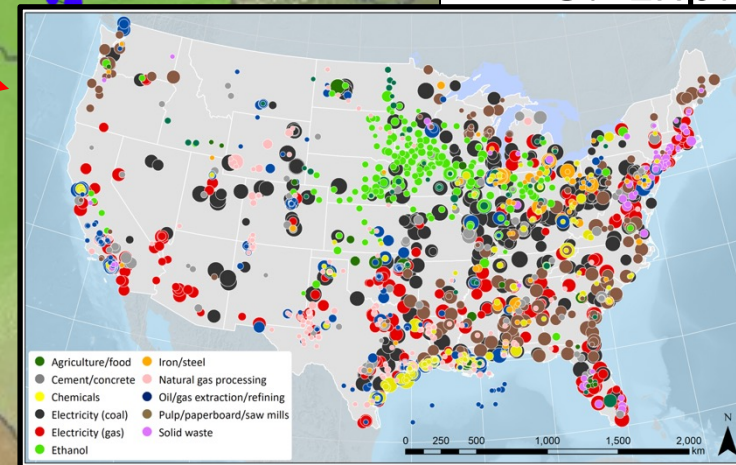 Agriculture/food
Cement/concrete
Chemicals
Electricity (coal)
Electricity (gas)
Ethanol
Iron/steel
Natural gas processing
Oil/gas extraction/refining
Pulp/paperboard/saw mills
Solid waste
N
0 250 500 1,000 1,500 2,000
km